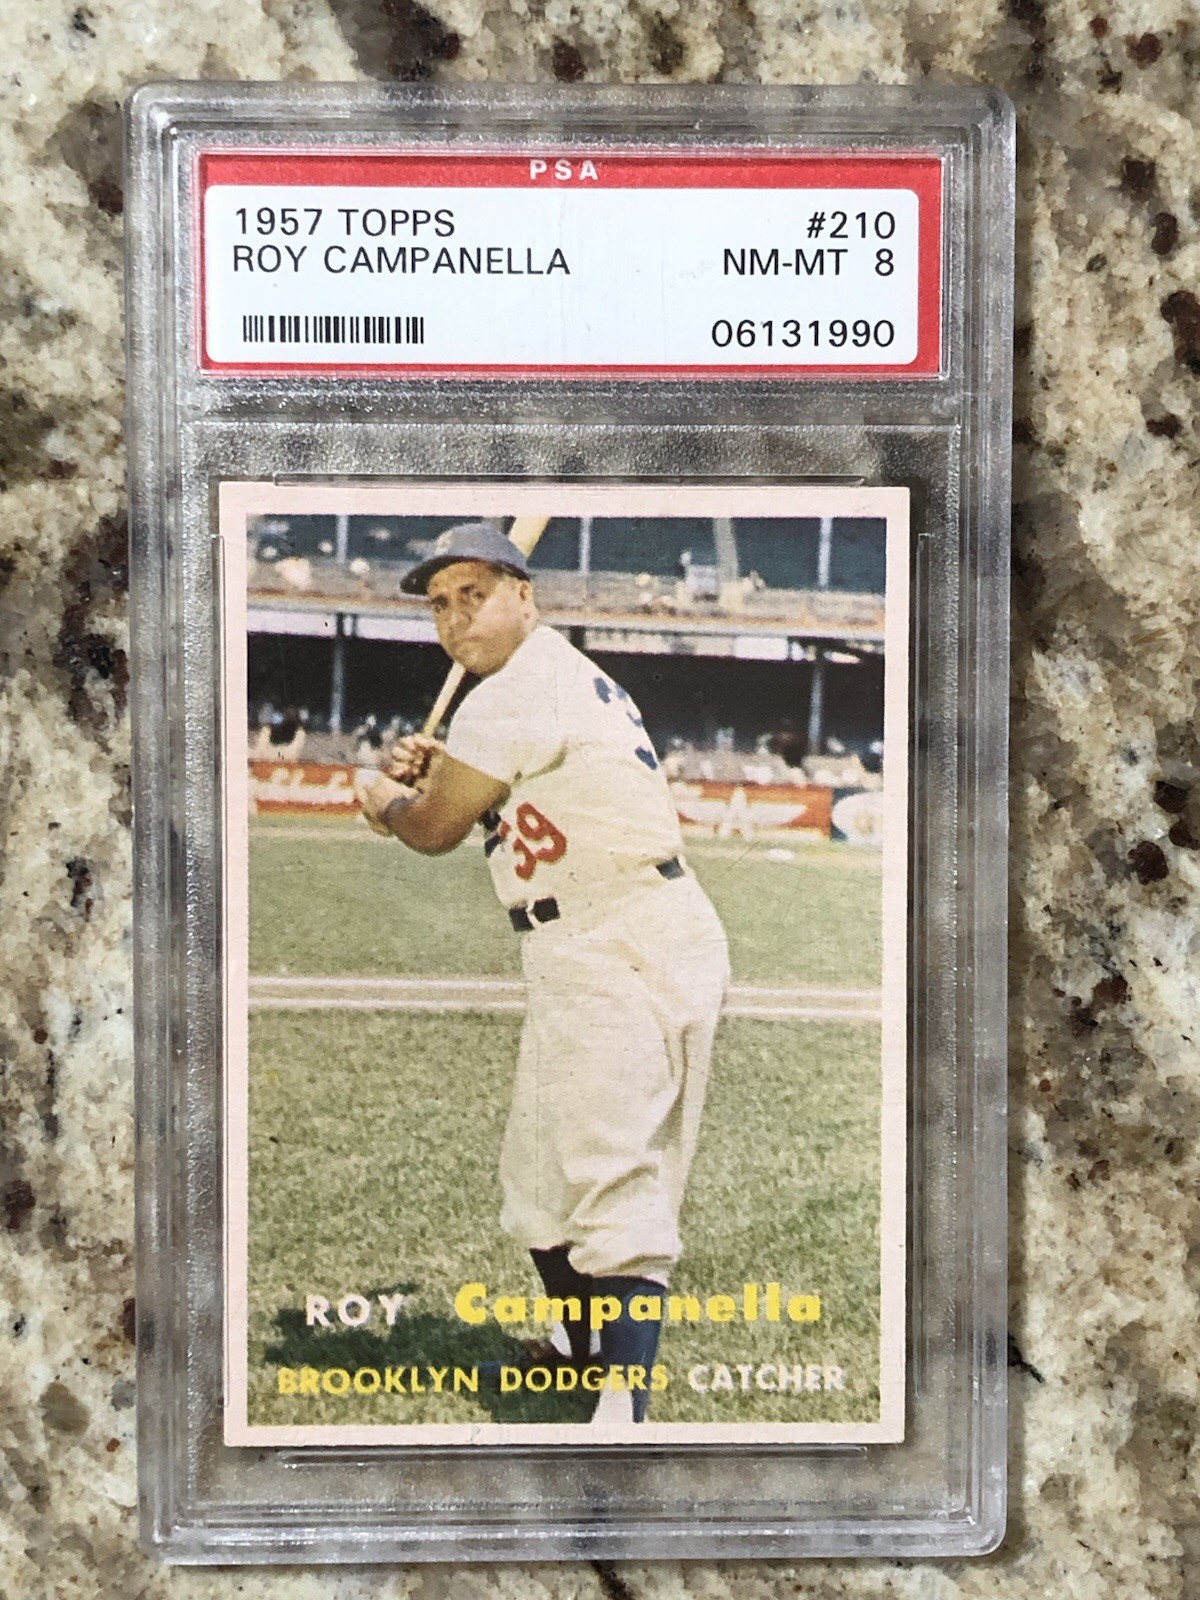 PSA
1957 TOPPS #210
ROY CAMPANELLA NM-MT 8
06131990
39
ROY Campanella
BROOKLYN DODGERS CATCHER